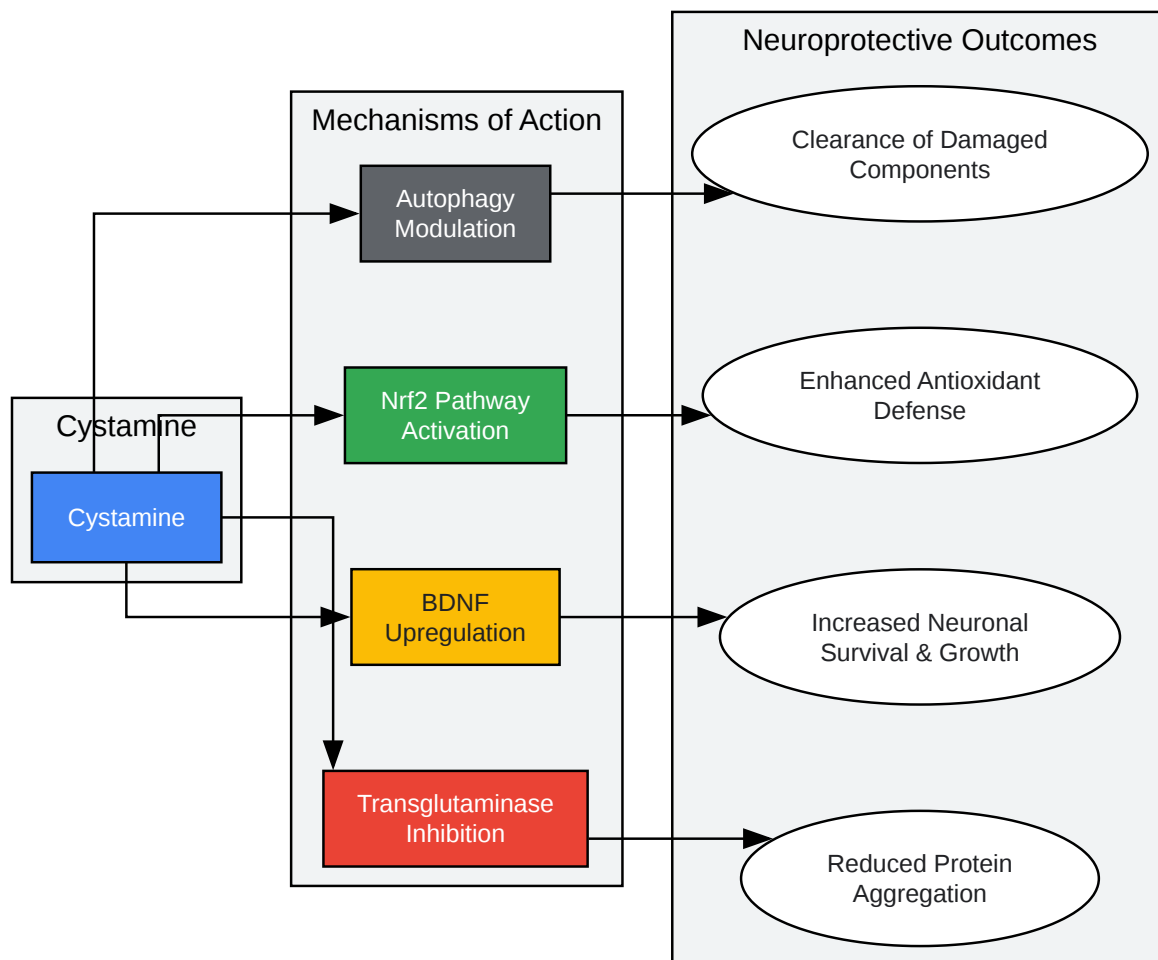 Neuroprotective Outcomes
Mechanisms of Action
Clearance of Damaged
Components
Autophagy
Modulation
Enhanced Antioxidant
Defense
Nrf2 Pathway
Activation
Cystamine
Cystamine
BDNF
Upregulation
Increased Neuronal
Survival & Growth
Transglutaminase
Inhibition
Reduced Protein
Aggregation